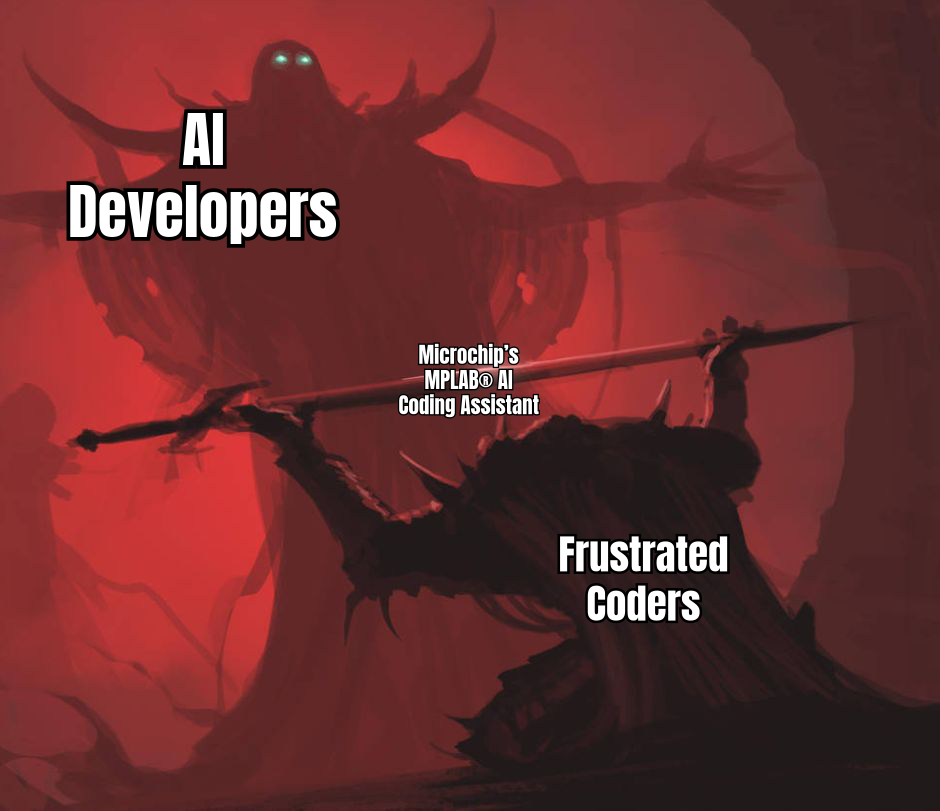 AI
Developers
Microchip's
MPLAB® AI
Coding Assistant
Frustrated
Coders